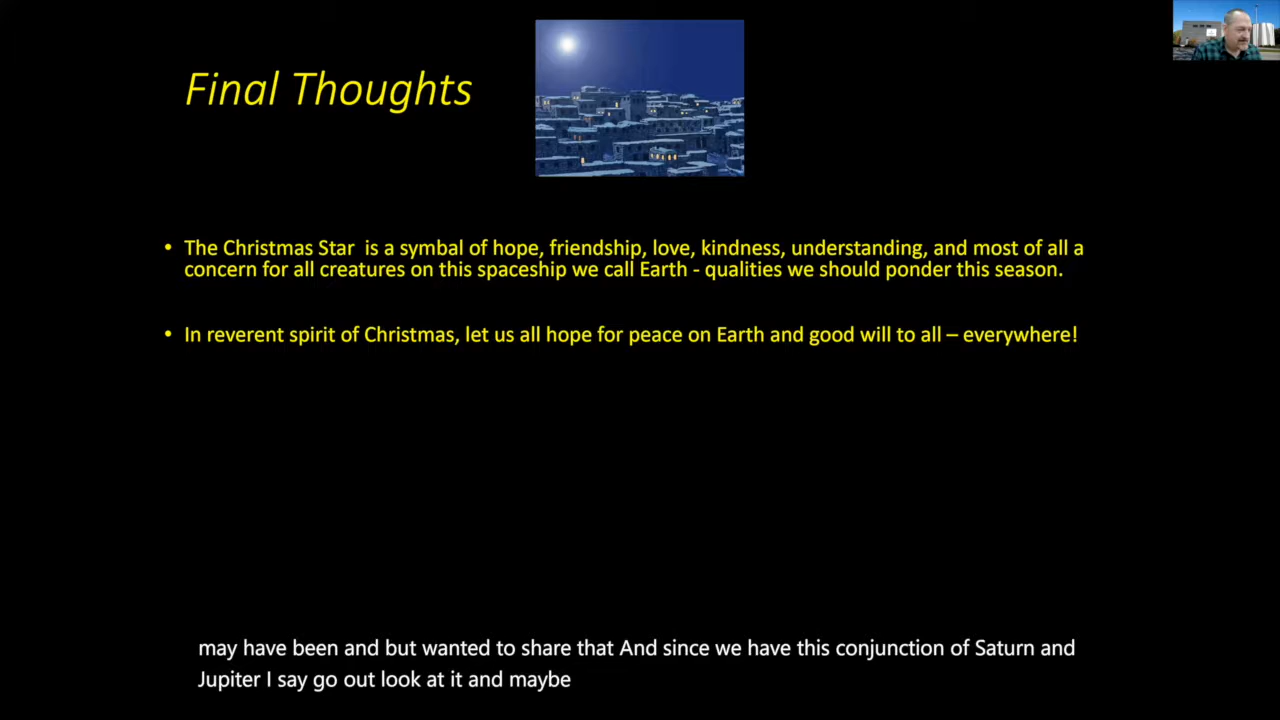 Final Thoughts
• The Christmas Star is a symbal of hope, friendship, love, kindness, understanding, and most of all a
concern for all creatures on this spaceship we call Earth - qualities we should ponder this season.
• In reverent spirit of Christmas, let us all hope for peace on Earth and good will to all – everywhere!
may have been and but wanted to share that And since we have this conjunction of Saturn and
Jupiter I say go out look at it and maybe